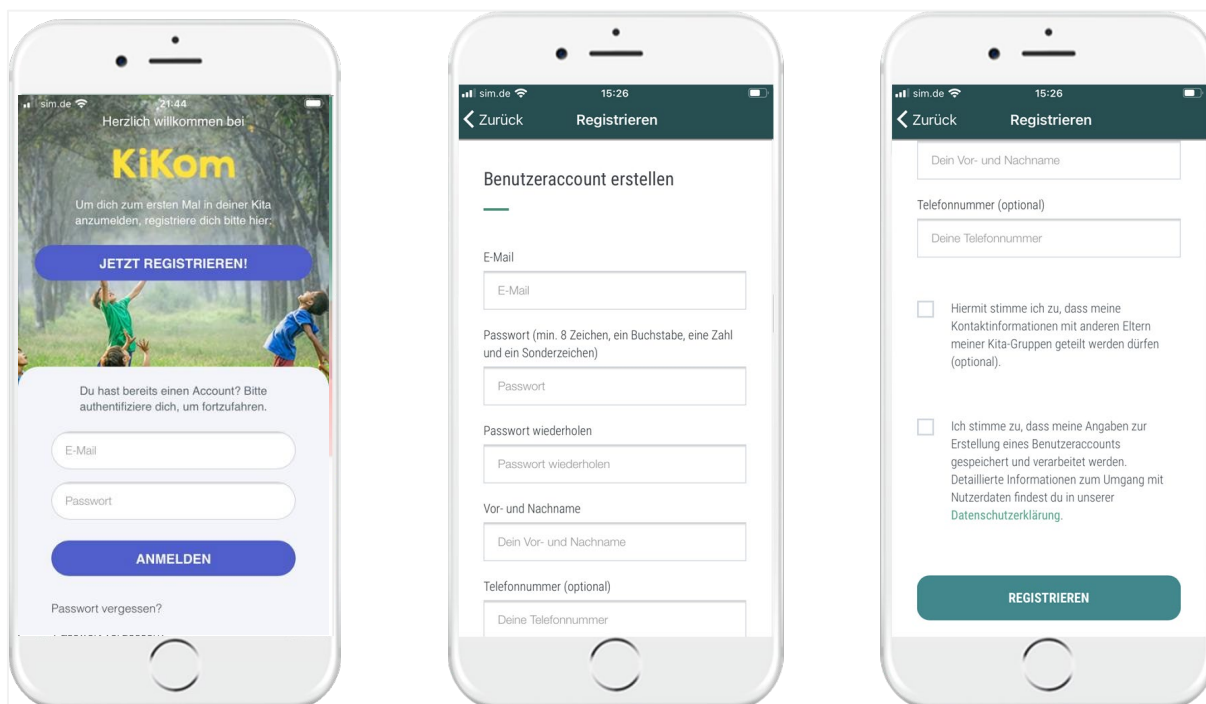 sim.de 21:44
Herzlich willkommen bei
KiKom
Um dich zum ersten Mal in deiner Kita
anzumelden, registriere dich bitte hier:
JETZT REGISTRIEREN!
Du hast bereits einen Account? Bitte
authentifiziere dich, um fortzufahren.
E-Mail
Passwort
ANMELDEN
Passwort vergessen?
sim.de 15:26
Zurück Registrieren
Benutzeraccount erstellen
E-Mail
E-Mail
Passwort (min. 8 Zeichen, ein Buchstabe, eine Zahl
und ein Sonderzeichen)
Passwort
Passwort wiederholen
Passwort wiederholen
Vor- und Nachname
Dein Vor- und Nachname
Telefonnummer (optional)
Deine Telefonnummer
sim.de 15:26
Zurück Registrieren
Dein Vor- und Nachname
Telefonnummer (optional)
Deine Telefonnummer
Hiermit stimme ich zu, dass meine
Kontaktinformationen mit anderen Eltern
meiner Kita-Gruppen geteilt werden dürfen
(optional).
Ich stimme zu, dass meine Angaben zur
Erstellung eines Benutzeraccounts
gespeichert und verarbeitet werden.
Detaillierte Informationen zum Umgang mit
Nutzerdaten findest du in unserer
Datenschutzerklärung.
REGISTRIEREN